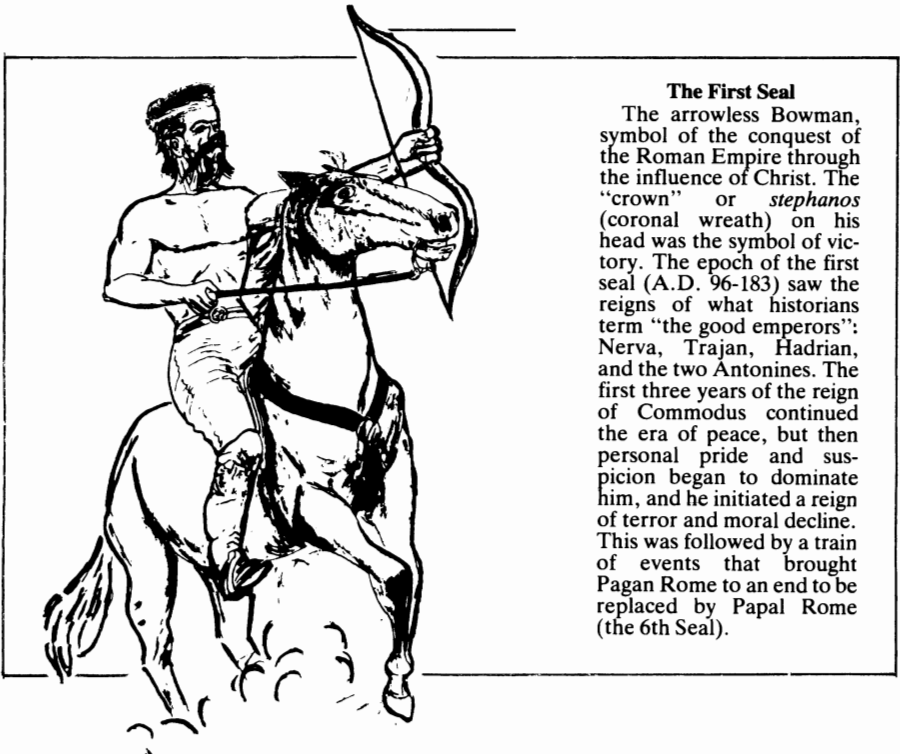 The First Seal
The arrowless Bowman,
symbol of the conquest of
the Roman Empire through
the influence of Christ. The
“crown” or stephanos
(coronal wreath) on his
head was the symbol of vic-
tory. The epoch of the first
seal (A.D. 96-183) saw the
reigns of what historians
term “the good emperors”:
Nerva, Trajan, Hadrian,
and the two Antonines. The
first three years of the reign
of Commodus continued
the era of peace, but then
personal pride and sus-
picion began to dominate
him, and he initiated a reign
of terror and moral decline.
This was followed by a train
of events that brought
Pagan Rome to an end to be
replaced by Papal Rome
(the 6th Seal).